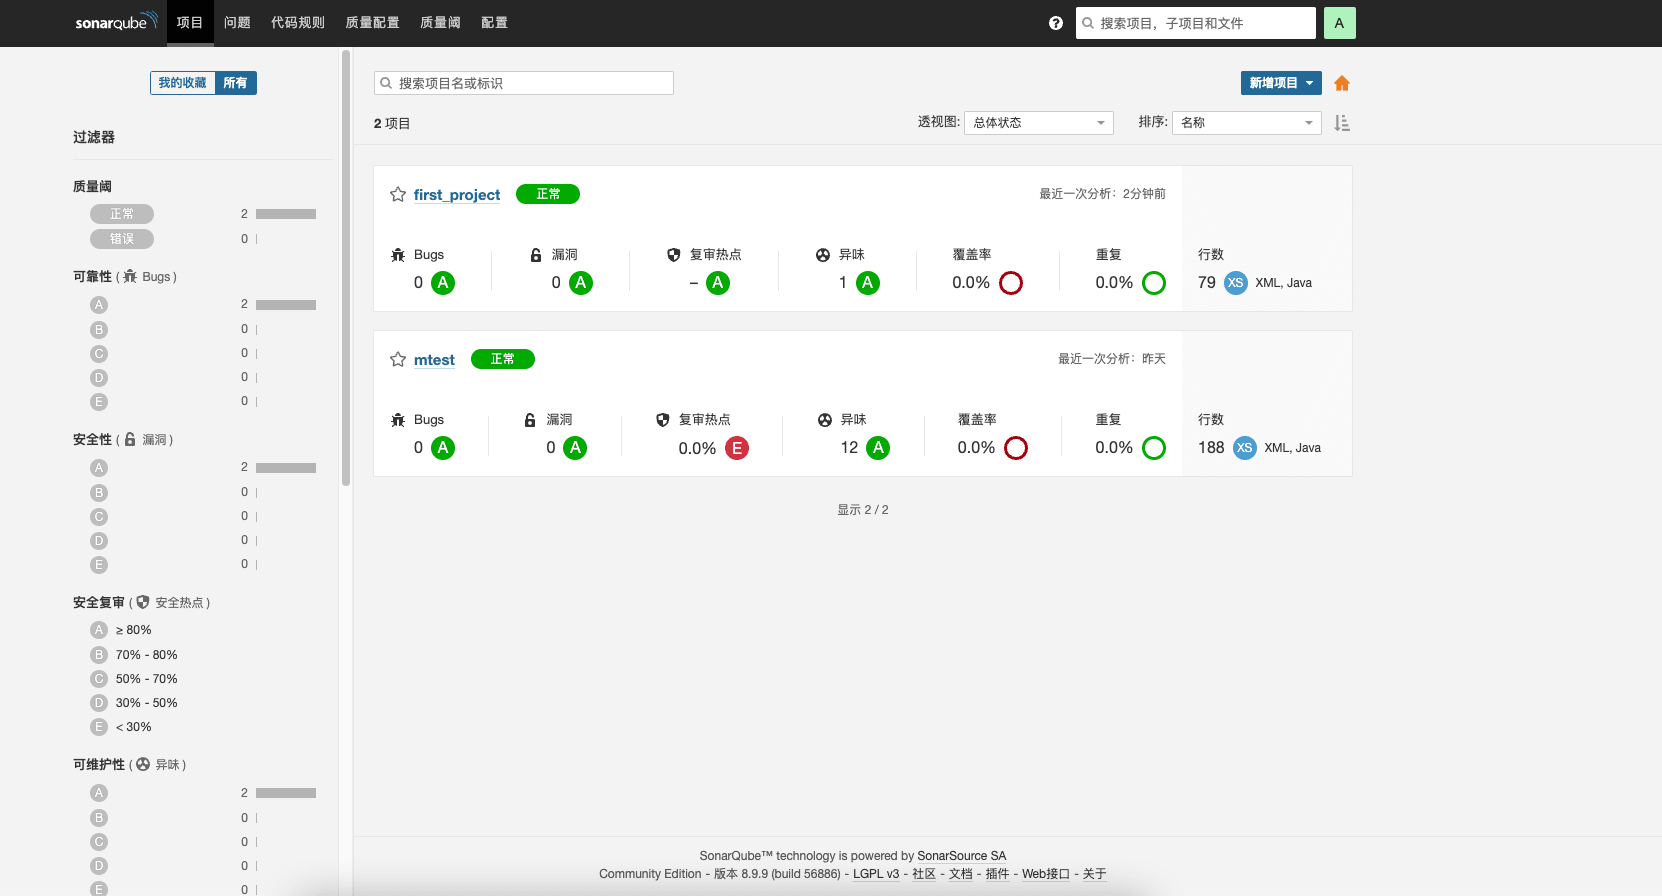 sonarqube 项目 问题 代码规则 质量配置 质量阈 配置 ? 搜索项目，子项目和文件 A
我的收藏 所有
搜索项目名或标识 新增项目
2 项目 透视图: 总体状态 排序: 名称
过滤器
质量阈
正常 2
错误 0
可靠性 ( Bugs )
A 2
B 0
C 0
D 0
E 0
安全性 ( 漏洞 )
A 2
B 0
C 0
D 0
E 0
安全复审 ( 安全热点 )
A ≥ 80%
B 70% - 80%
C 50% - 70%
D 30% - 50%
E < 30%
可维护性 ( 异味 )
A 2
B 0
C 0
D 0
E 0
first_project 正常 最近一次分析：2分钟前
Bugs 漏洞 复审热点 异味 覆盖率 重复 行数
0 A 0 A – A 1 A 0.0% 0.0% 79 XS XML, Java
mtest 正常 最近一次分析：昨天
Bugs 漏洞 复审热点 异味 覆盖率 重复 行数
0 A 0 A 0.0% E 12 A 0.0% 0.0% 188 XS XML, Java
显示 2 / 2
SonarQube™ technology is powered by SonarSource SA
Community Edition - 版本 8.9.9 (build 56886) - LGPL v3 - 社区 - 文档 - 插件 - Web接口 - 关于